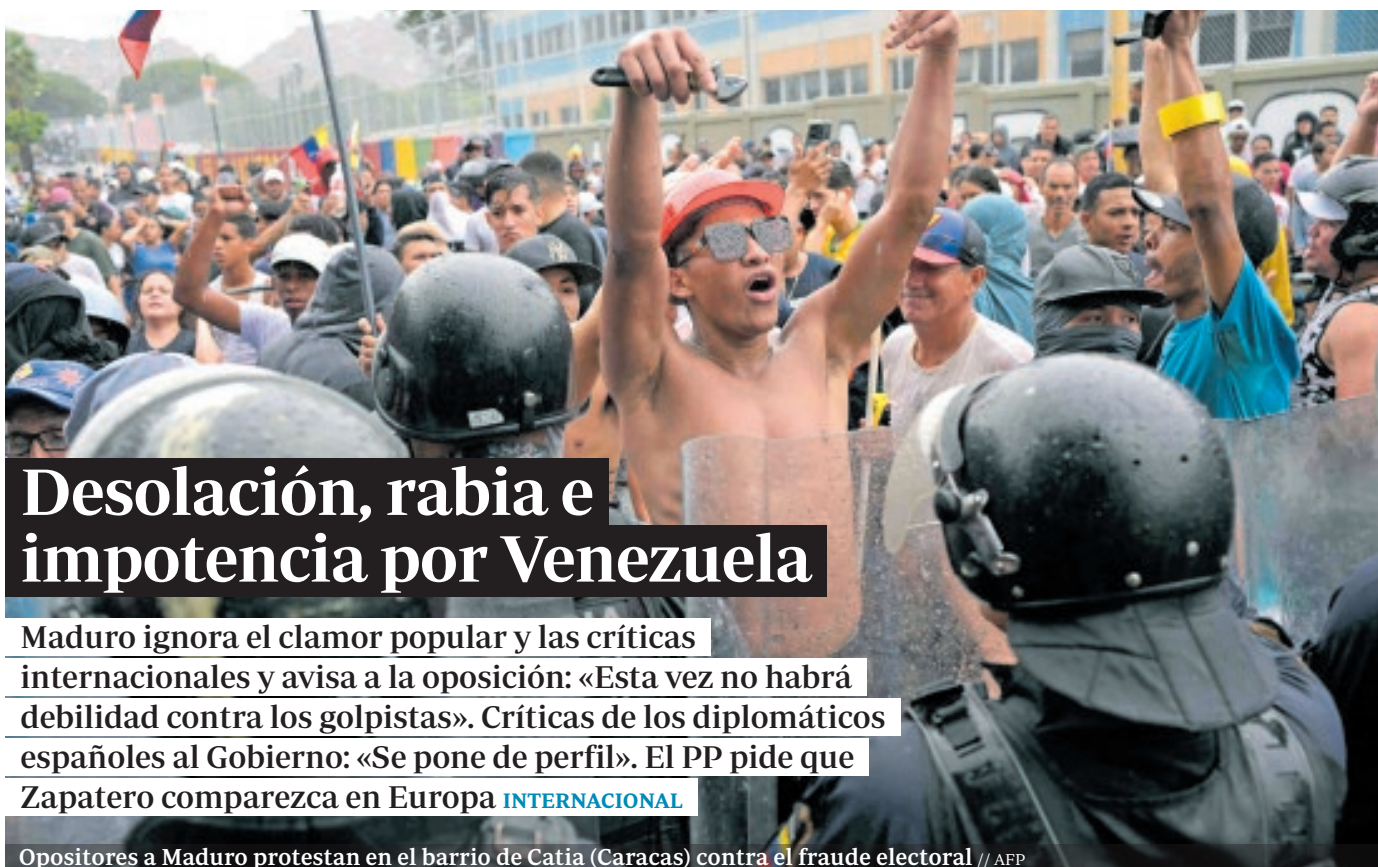 Desolación, rabia e
impotencia por Venezuela
Maduro ignora el clamor popular y las críticas
internacionales y avisa a la oposición: «Esta vez no habrá
debilidad contra los golpistas». Críticas de los diplomáticos
españoles al Gobierno: «Se pone de perfil». El PP pide que
Zapatero comparezca en Europa INTERNACIONAL
Opositores a Maduro protestan en el barrio de Catia (Caracas) contra el fraude electoral // AFP